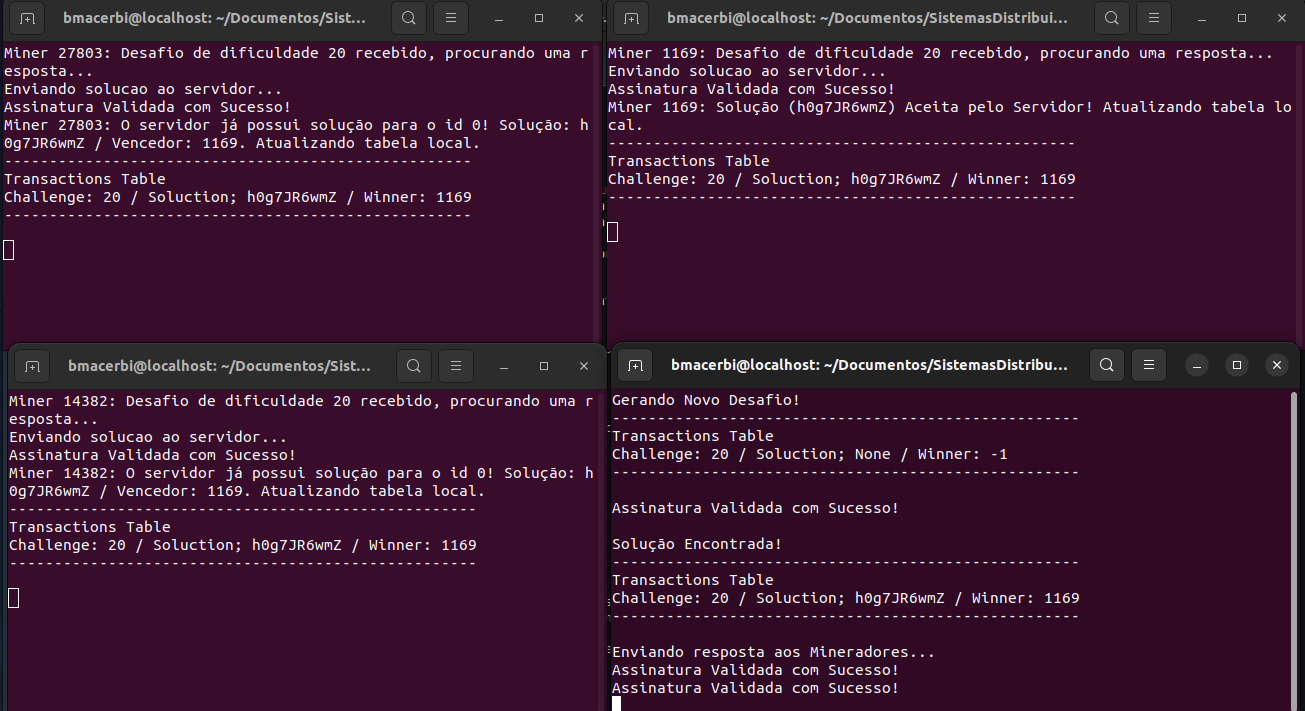 bmacerbi@localhost: ~/Documentos/Sist...
Miner 27803: Desafio de dificuldade 20 recebido, procurando uma r
esposta...
Enviando solucao ao servidor...
Assinatura Validada com Sucesso!
Miner 27803: O servidor já possui solução para o id 0! Solução: h
0g7JR6wmZ / Vencedor: 1169. Atualizando tabela local.
----------------------------------------------------
Transactions Table
Challenge: 20 / Soluction; h0g7JR6wmZ / Winner: 1169
----------------------------------------------------
bmacerbi@localhost: ~/Documentos/SistemasDistribui...
Miner 1169: Desafio de dificuldade 20 recebido, procurando uma resposta...
Enviando solucao ao servidor...
Assinatura Validada com Sucesso!
Miner 1169: Solução (h0g7JR6wmZ) Aceita pelo Servidor! Atualizando tabela lo
cal.
----------------------------------------------------
Transactions Table
Challenge: 20 / Soluction; h0g7JR6wmZ / Winner: 1169
----------------------------------------------------
bmacerbi@localhost: ~/Documentos/Sist...
Miner 14382: Desafio de dificuldade 20 recebido, procurando uma r
esposta...
Enviando solucao ao servidor...
Assinatura Validada com Sucesso!
Miner 14382: O servidor já possui solução para o id 0! Solução: h
0g7JR6wmZ / Vencedor: 1169. Atualizando tabela local.
----------------------------------------------------
Transactions Table
Challenge: 20 / Soluction; h0g7JR6wmZ / Winner: 1169
----------------------------------------------------
bmacerbi@localhost: ~/Documentos/SistemasDistribu...
Gerando Novo Desafio!
----------------------------------------------------
Transactions Table
Challenge: 20 / Soluction; None / Winner: -1
----------------------------------------------------
Assinatura Validada com Sucesso!
Solução Encontrada!
----------------------------------------------------
Transactions Table
Challenge: 20 / Soluction; h0g7JR6wmZ / Winner: 1169
----------------------------------------------------
Enviando resposta aos Mineradores...
Assinatura Validada com Sucesso!
Assinatura Validada com Sucesso!